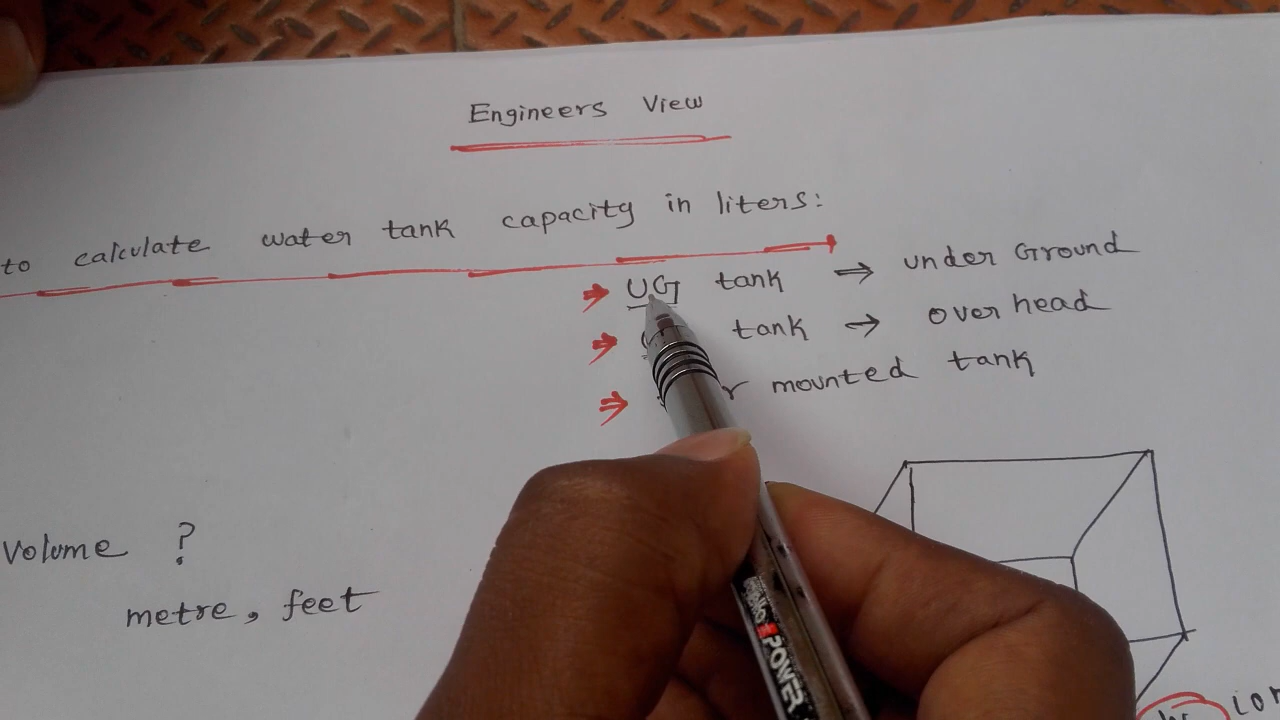 Engineers View
to calculate water tank capacity in liters:
UG tank ⇒ under Ground
tank → over head
mounted tank
Volume ?
metre, feet
POWER